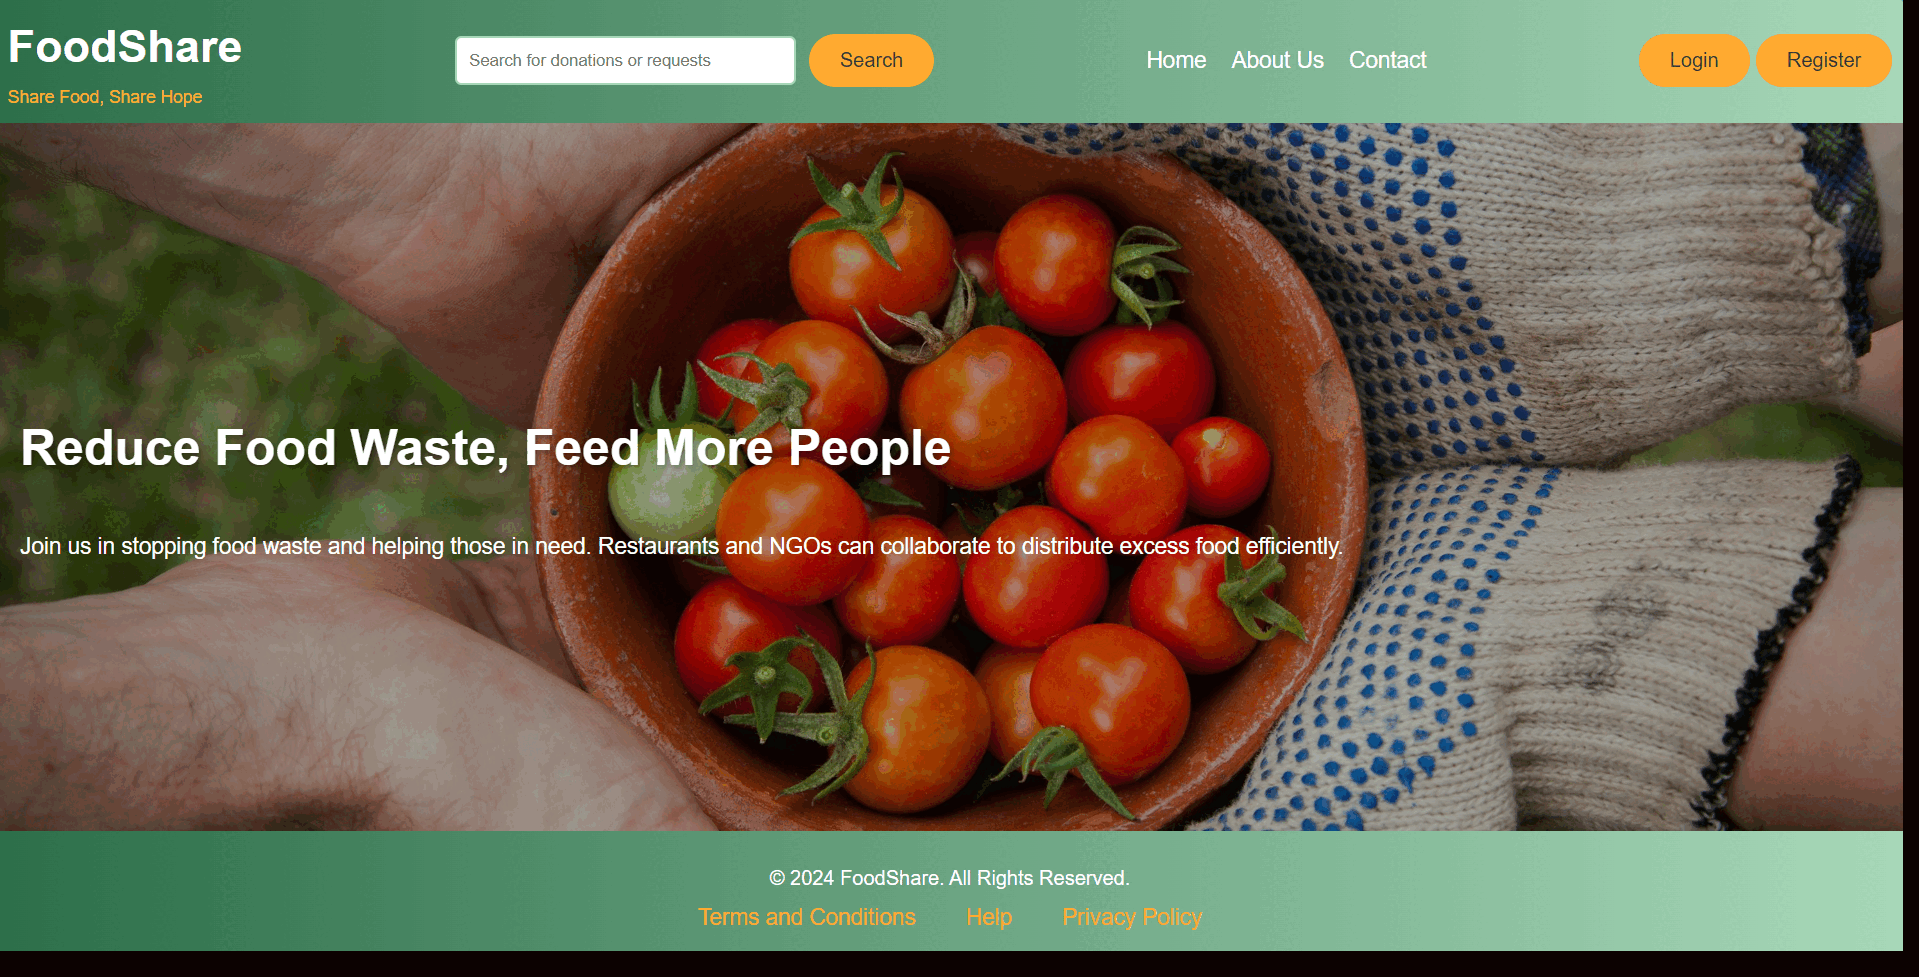 FoodShare
Share Food, Share Hope
Search for donations or requests
Search
Home
About Us
Contact
Login
Register
Reduce Food Waste, Feed More People
Join us in stopping food waste and helping those in need. Restaurants and NGOs can collaborate to distribute excess food efficiently.
© 2024 FoodShare. All Rights Reserved.
Terms and Conditions
Help
Privacy Policy